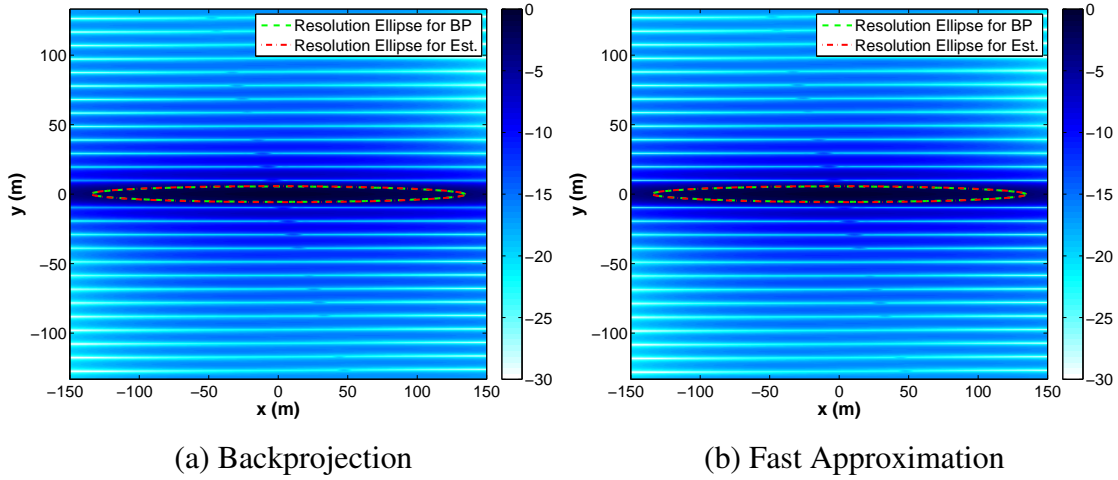 Resolution Ellipse for BP
Resolution Ellipse for Est.
100
50
0
−50
−100
y (m)
−150 −100 −50 0 50 100 150
x (m)
0
−5
−10
−15
−20
−25
−30
(a) Backprojection
Resolution Ellipse for BP
Resolution Ellipse for Est.
100
50
0
−50
−100
y (m)
−150 −100 −50 0 50 100 150
x (m)
0
−5
−10
−15
−20
−25
−30
(b) Fast Approximation